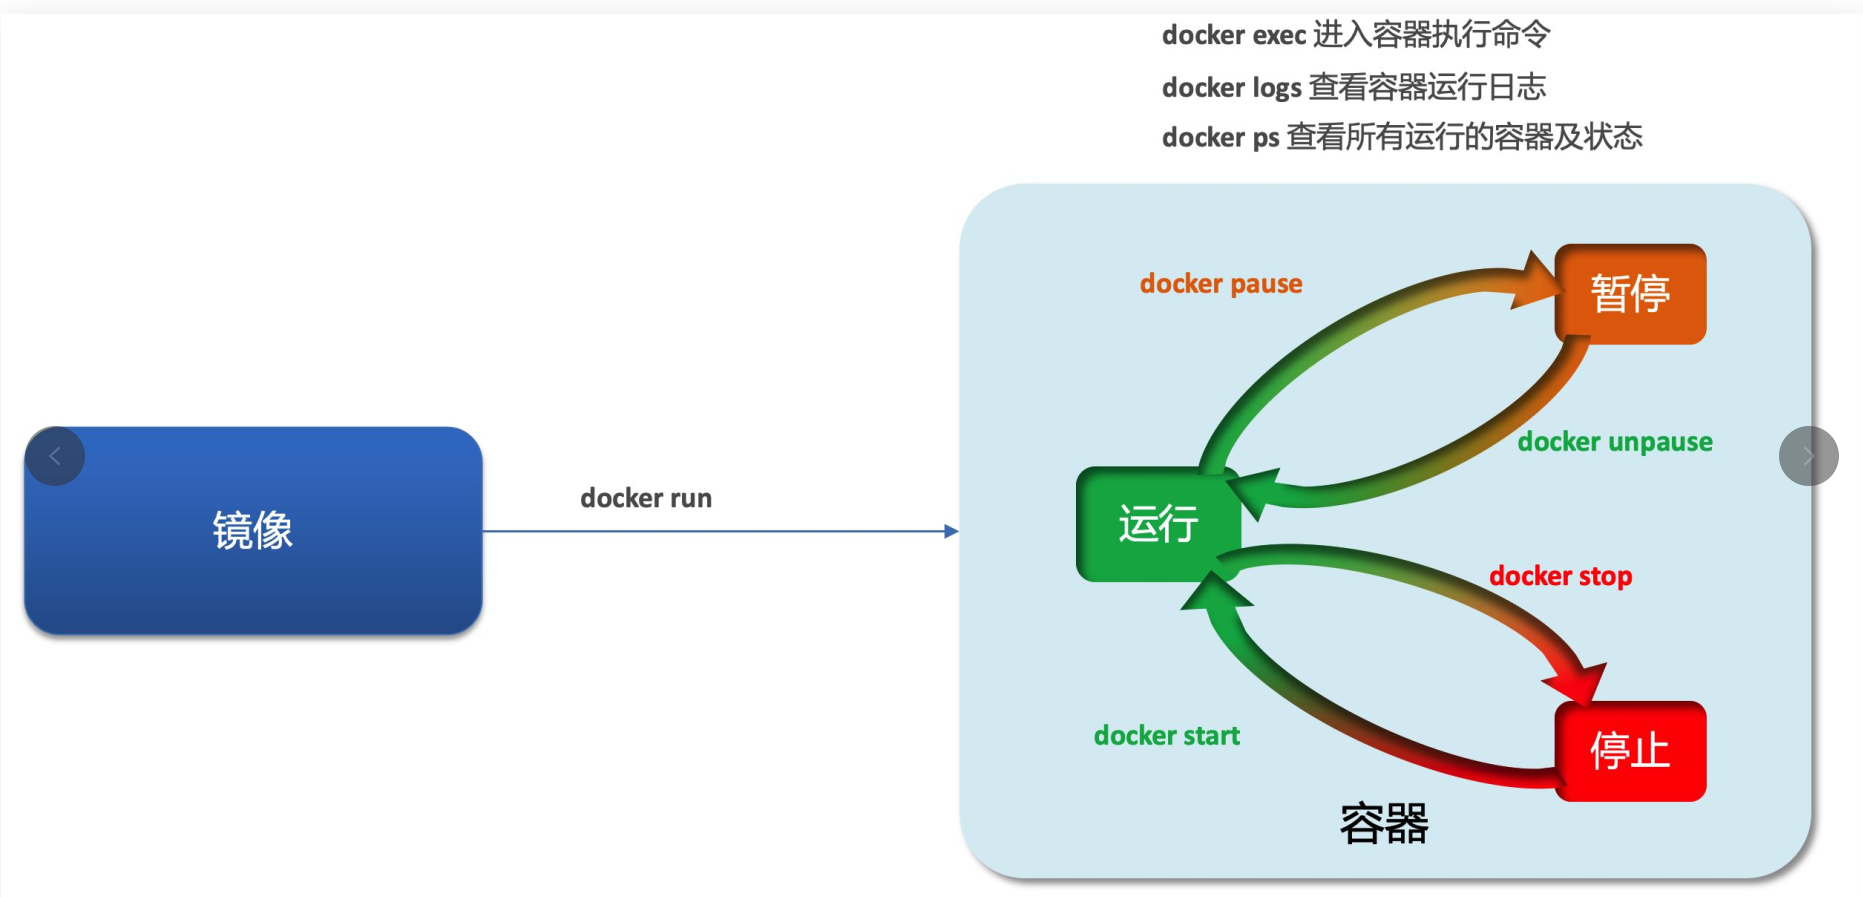 docker exec 进入容器执行命令
docker logs 查看容器运行日志
docker ps 查看所有运行的容器及状态
docker pause
暂停
docker unpause
镜像
docker run
运行
docker stop
docker start
停止
容器